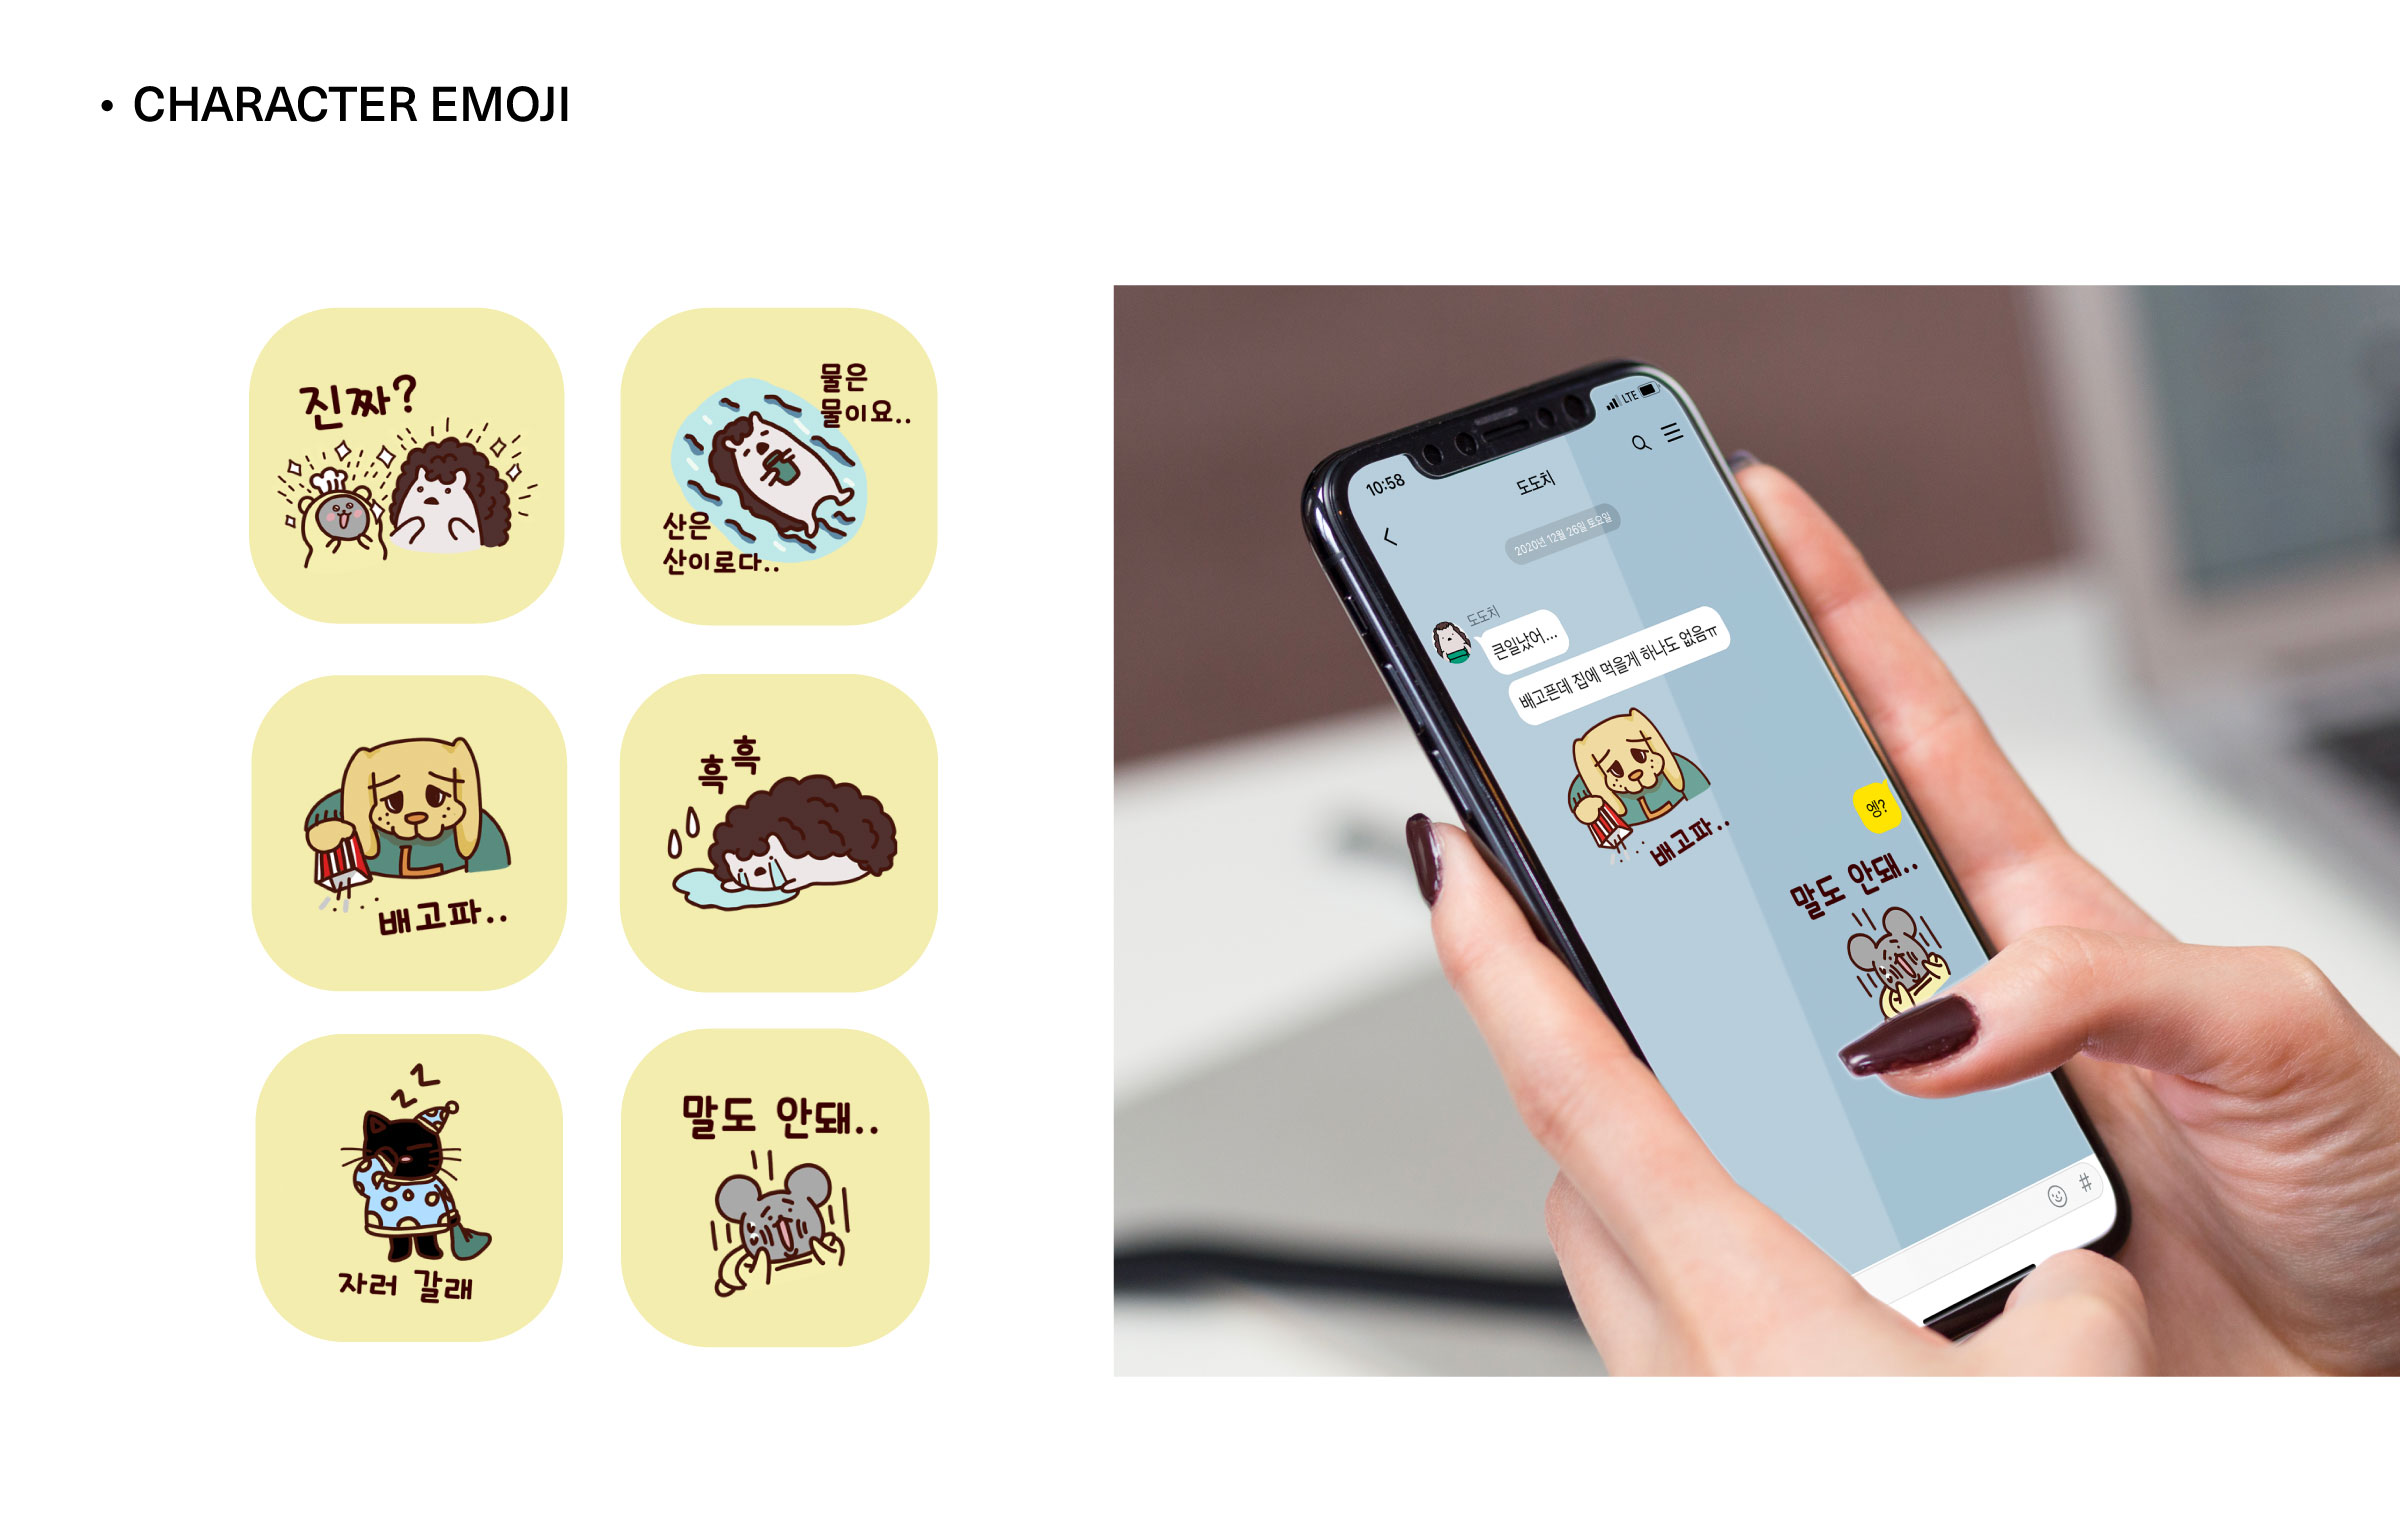 • CHARACTER EMOJI
진짜?
물은
물이요..
산은
산이로다..
배고파..
흑
흑
zz
자러 갈래
말도 안돼..
10:58
LTE
도도치
2020년 12월 26일 토요일
도도치
큰일났어...
배고픈데 집에 먹을게 하나도 없음ㅠ
배고파..
엥?
말도 안돼..
#